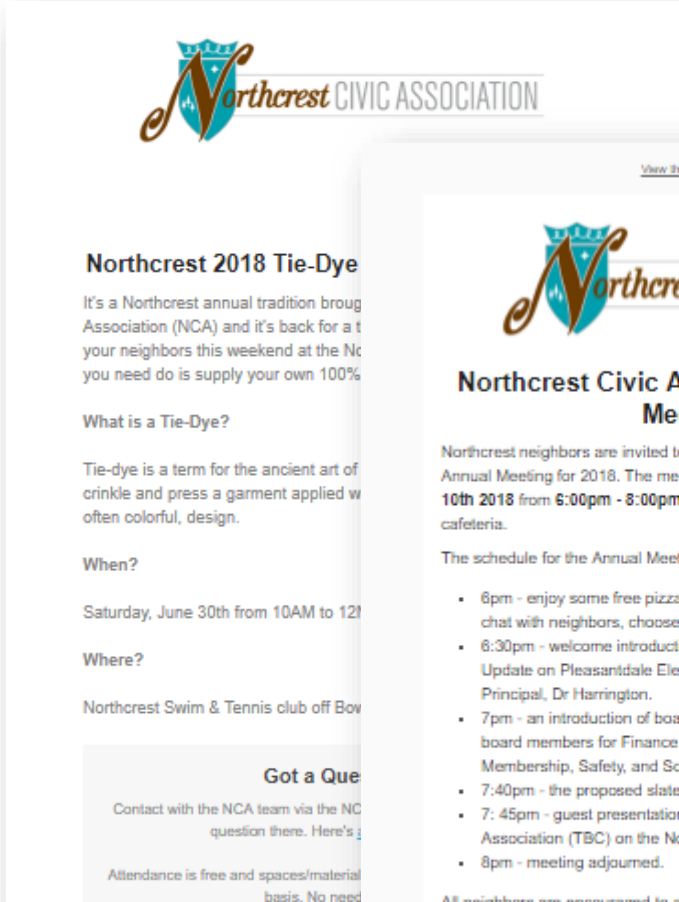 Northcrest CIVIC ASSOCIATION
Northcrest 2018 Tie-Dye
It's a Northcrest annual tradition broug
Association (NCA) and it's back for a t
your neighbors this weekend at the No
you need do is supply your own 100%
What is a Tie-Dye?
Tie-dye is a term for the ancient art of
crinkle and press a garment applied w
often colorful, design.
When?
Saturday, June 30th from 10AM to 12N
Where?
Northcrest Swim & Tennis club off Bow
Got a Ques
Contact with the NCA team via the NC
question there. Here's a
Attendance is free and spaces/material
basis. No need
View th
Northcre
Northcrest Civic A
Me
Northcrest neighbors are invited to
Annual Meeting for 2018. The me
10th 2018 from 6:00pm - 8:00pm
cafeteria.
The schedule for the Annual Meet
6pm - enjoy some free pizza
chat with neighbors, choose
6:30pm - welcome introduct
Update on Pleasantdale Ele
Principal, Dr Harrington.
7pm - an introduction of boa
board members for Finance
Membership, Safety, and So
7:40pm - the proposed slate
7: 45pm - guest presentation
Association (TBC) on the No
8pm - meeting adjourned.
All neighbors are encouraged to a